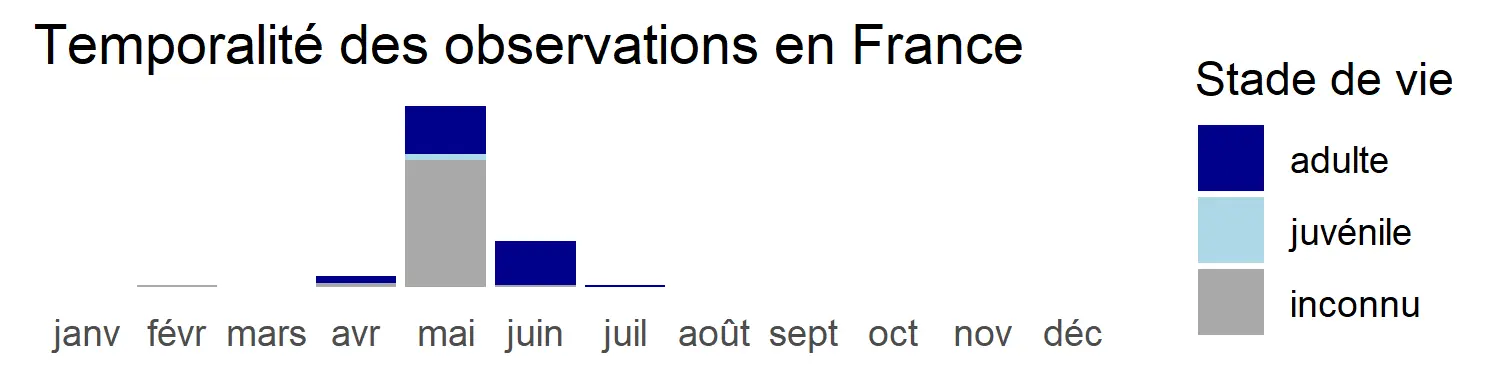 Temporalité des observations en France
Stade de vie
adulte
juvénile
inconnu
janv févr mars avr mai juin juil août sept oct nov déc